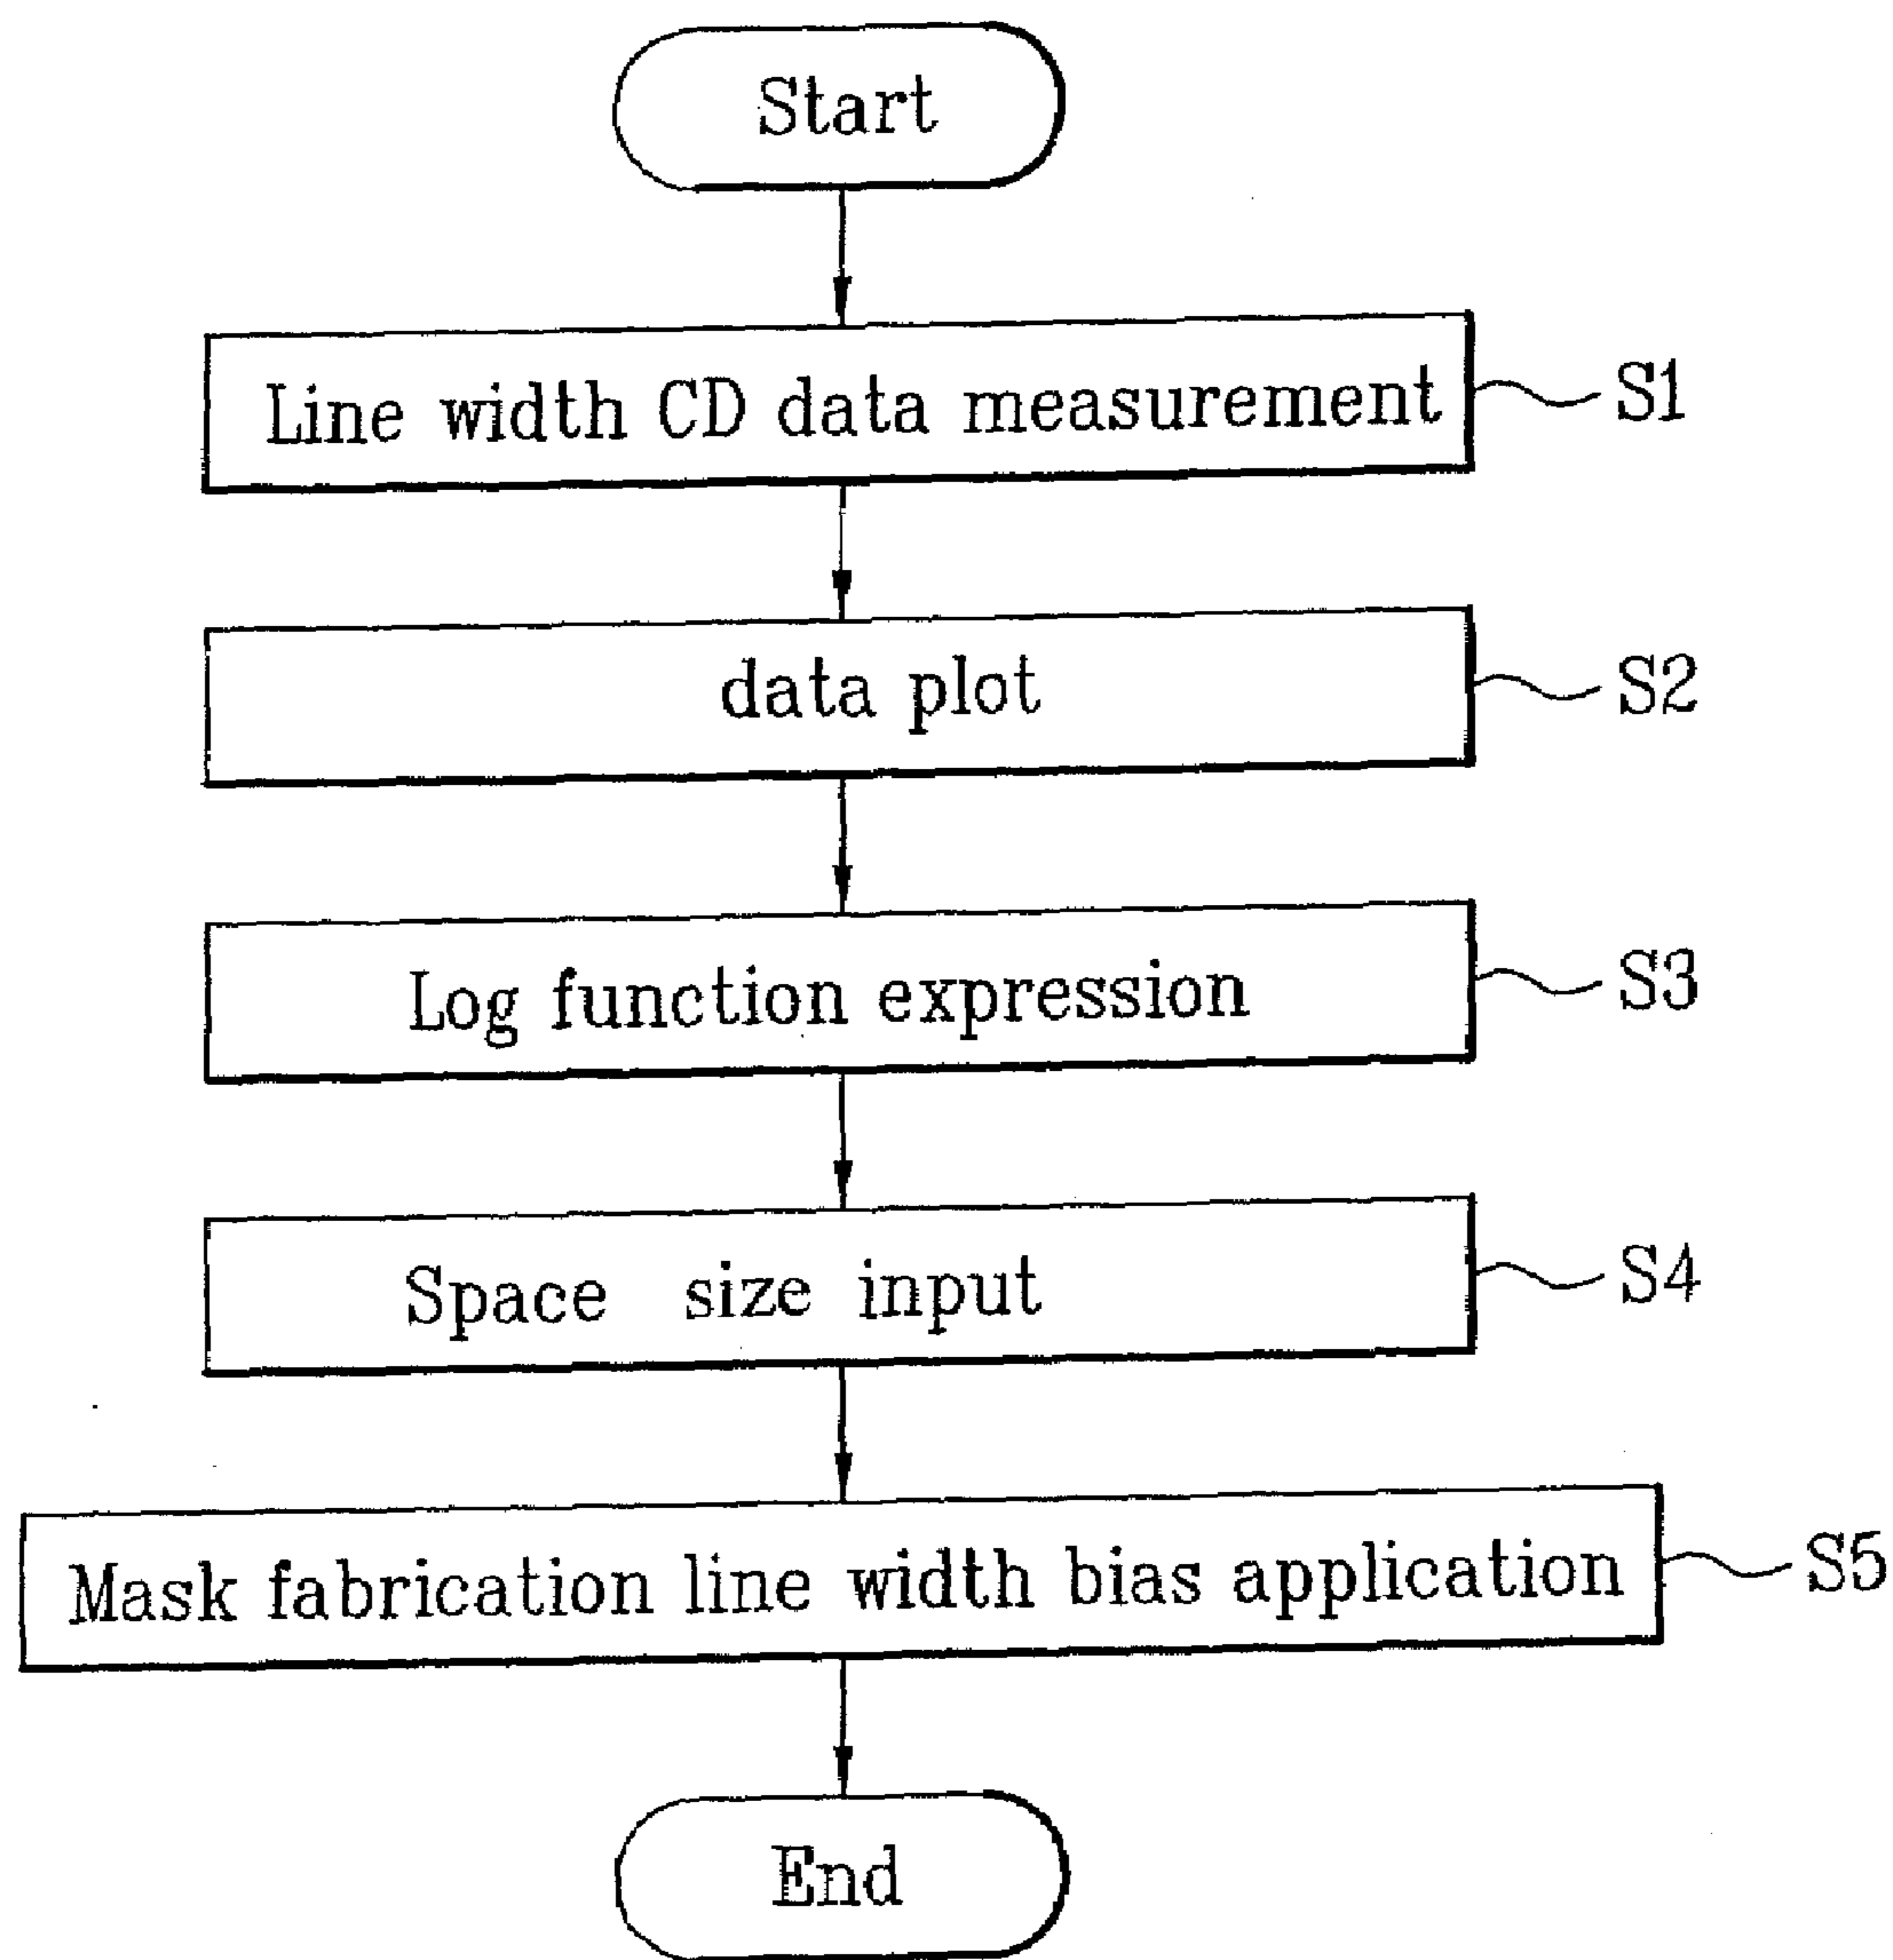 Start
Line width CD data measurement S1
data plot S2
Log function expression S3
Space size input S4
Mask fabrication line width bias application S5
End